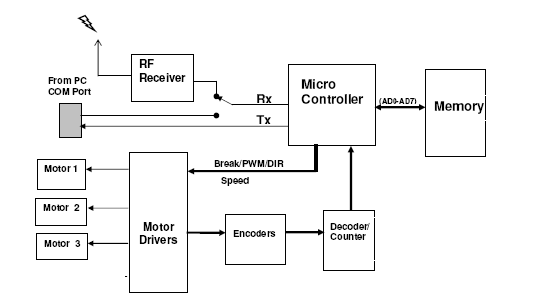 RF
Receiver
From PC
COM Port
Micro
Controller
Rx
(AD0-AD7)
Memory
Tx
Break/PWM/DIR
Speed
Motor 1
Motor 2
Motor 3
Motor
Drivers
Encoders
Decoder/
Counter